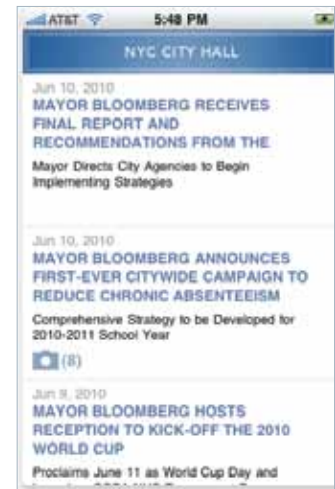 AT&T 5:48 PM
NYC CITY HALL
Jun 10, 2010
MAYOR BLOOMBERG RECEIVES
FINAL REPORT AND
RECOMMENDATIONS FROM THE
Mayor Directs City Agencies to Begin
Implementing Strategies
Jun 10, 2010
MAYOR BLOOMBERG ANNOUNCES
FIRST-EVER CITYWIDE CAMPAIGN TO
REDUCE CHRONIC ABSENTEEISM
Comprehensive Strategy to be Developed for
2010-2011 School Year
(8)
Jun 9, 2010
MAYOR BLOOMBERG HOSTS
RECEPTION TO KICK-OFF THE 2010
WORLD CUP
Proclaims June 11 as World Cup Day and